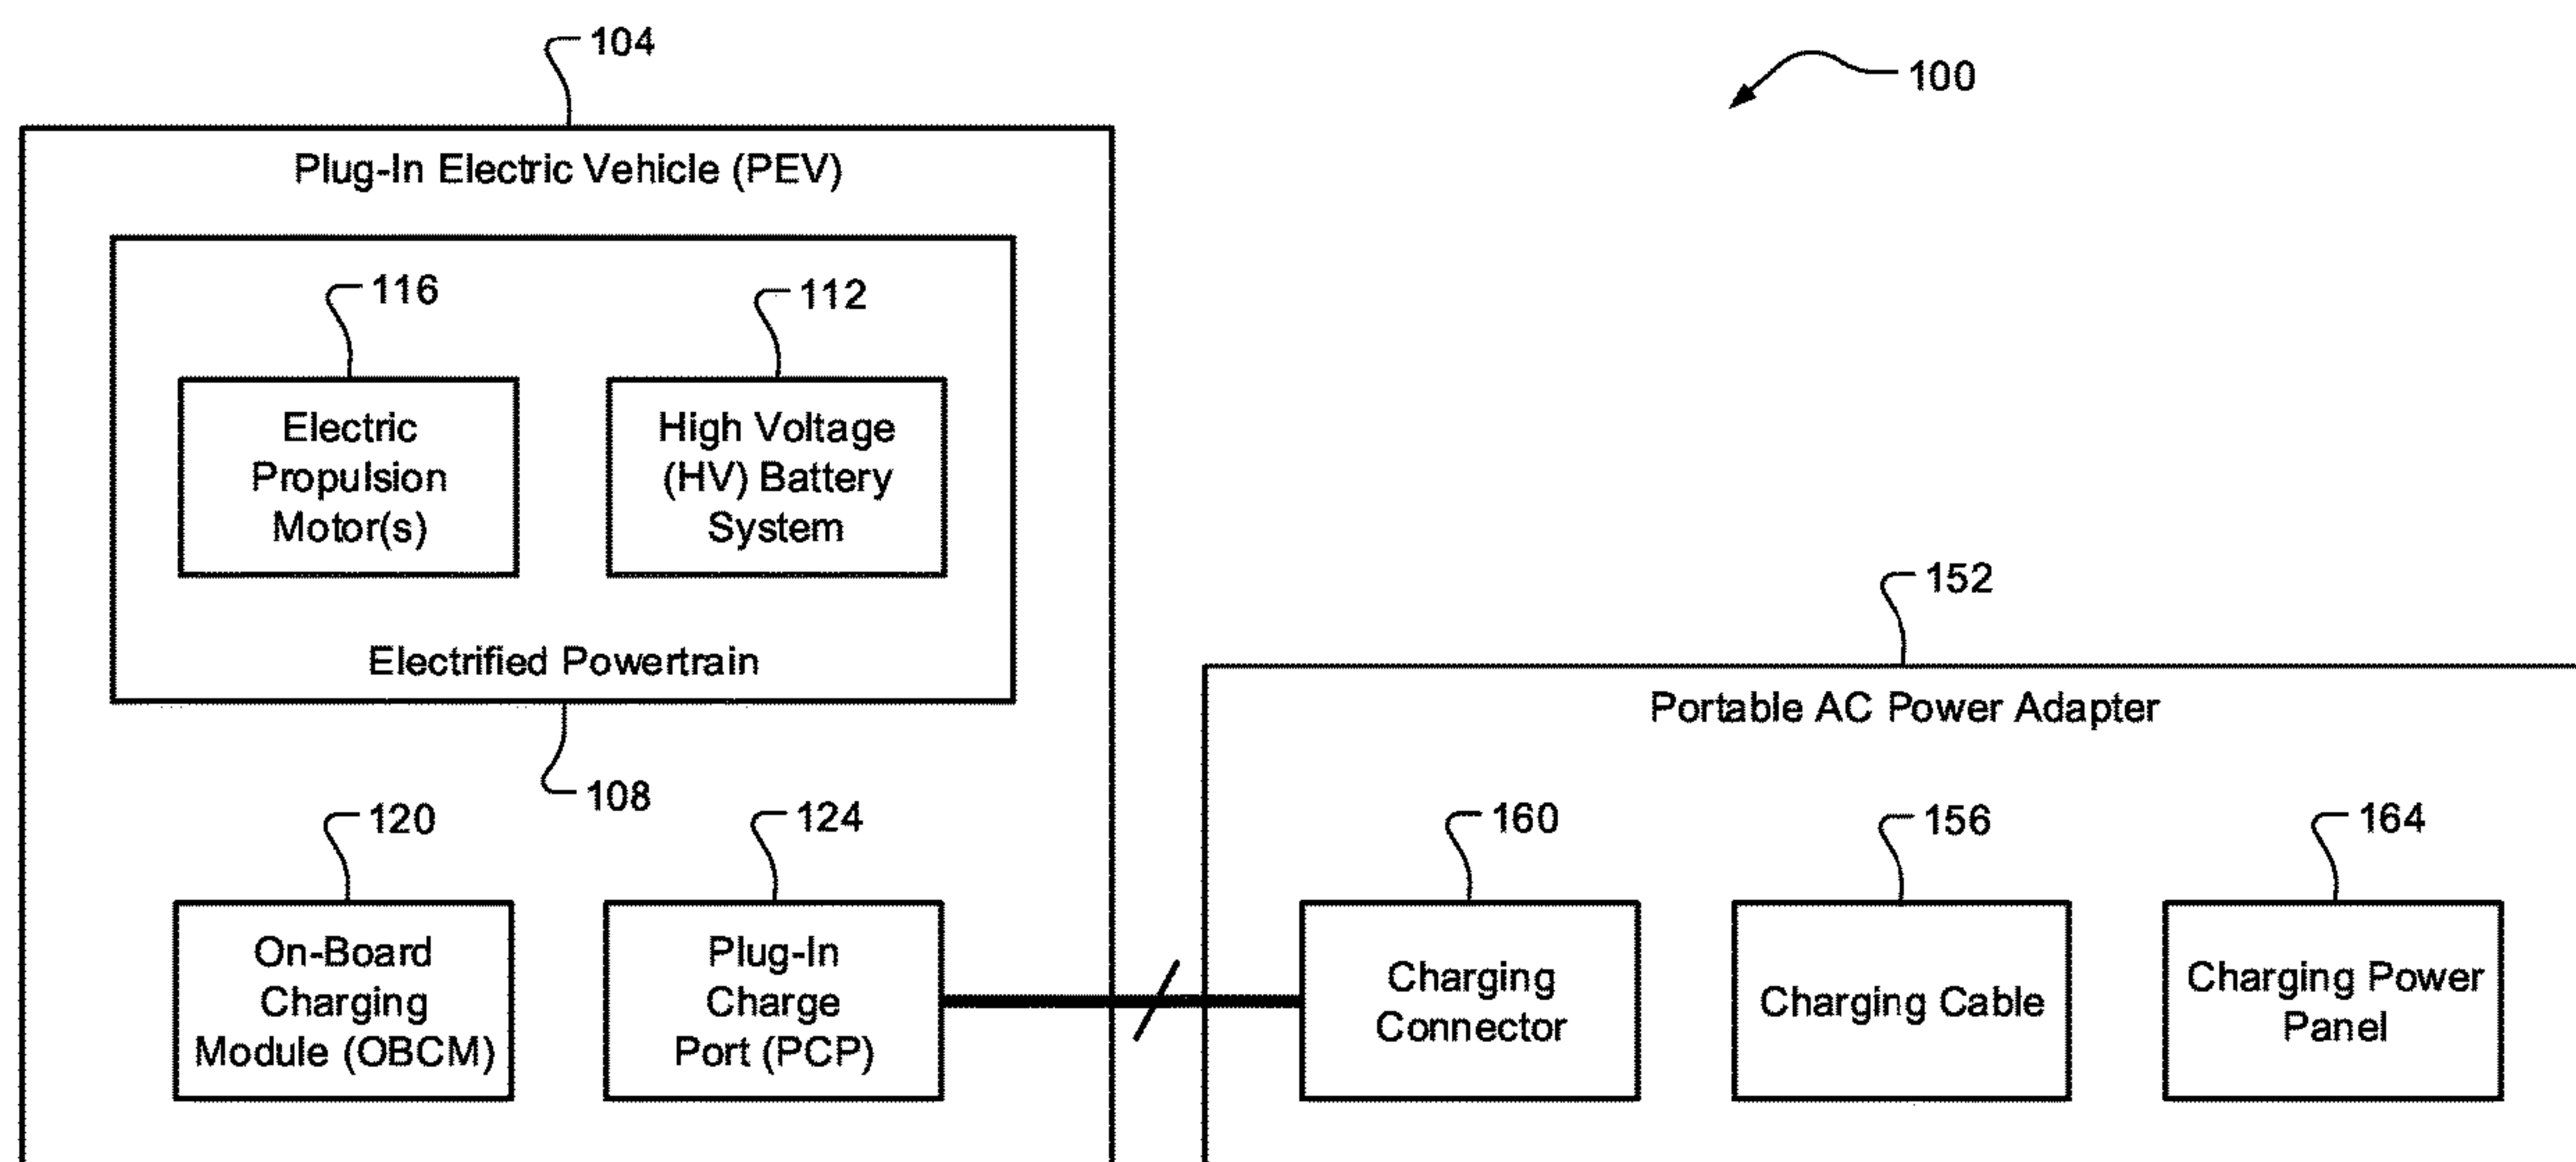 104
100
Plug-In Electric Vehicle (PEV)
116
112
Electric
Propulsion
Motor(s)
High Voltage
(HV) Battery
System
Electrified Powertrain
108
152
Portable AC Power Adapter
120
124
160
156
164
On-Board
Charging
Module (OBCM)
Plug-In
Charge
Port (PCP)
Charging
Connector
Charging Cable
Charging Power
Panel